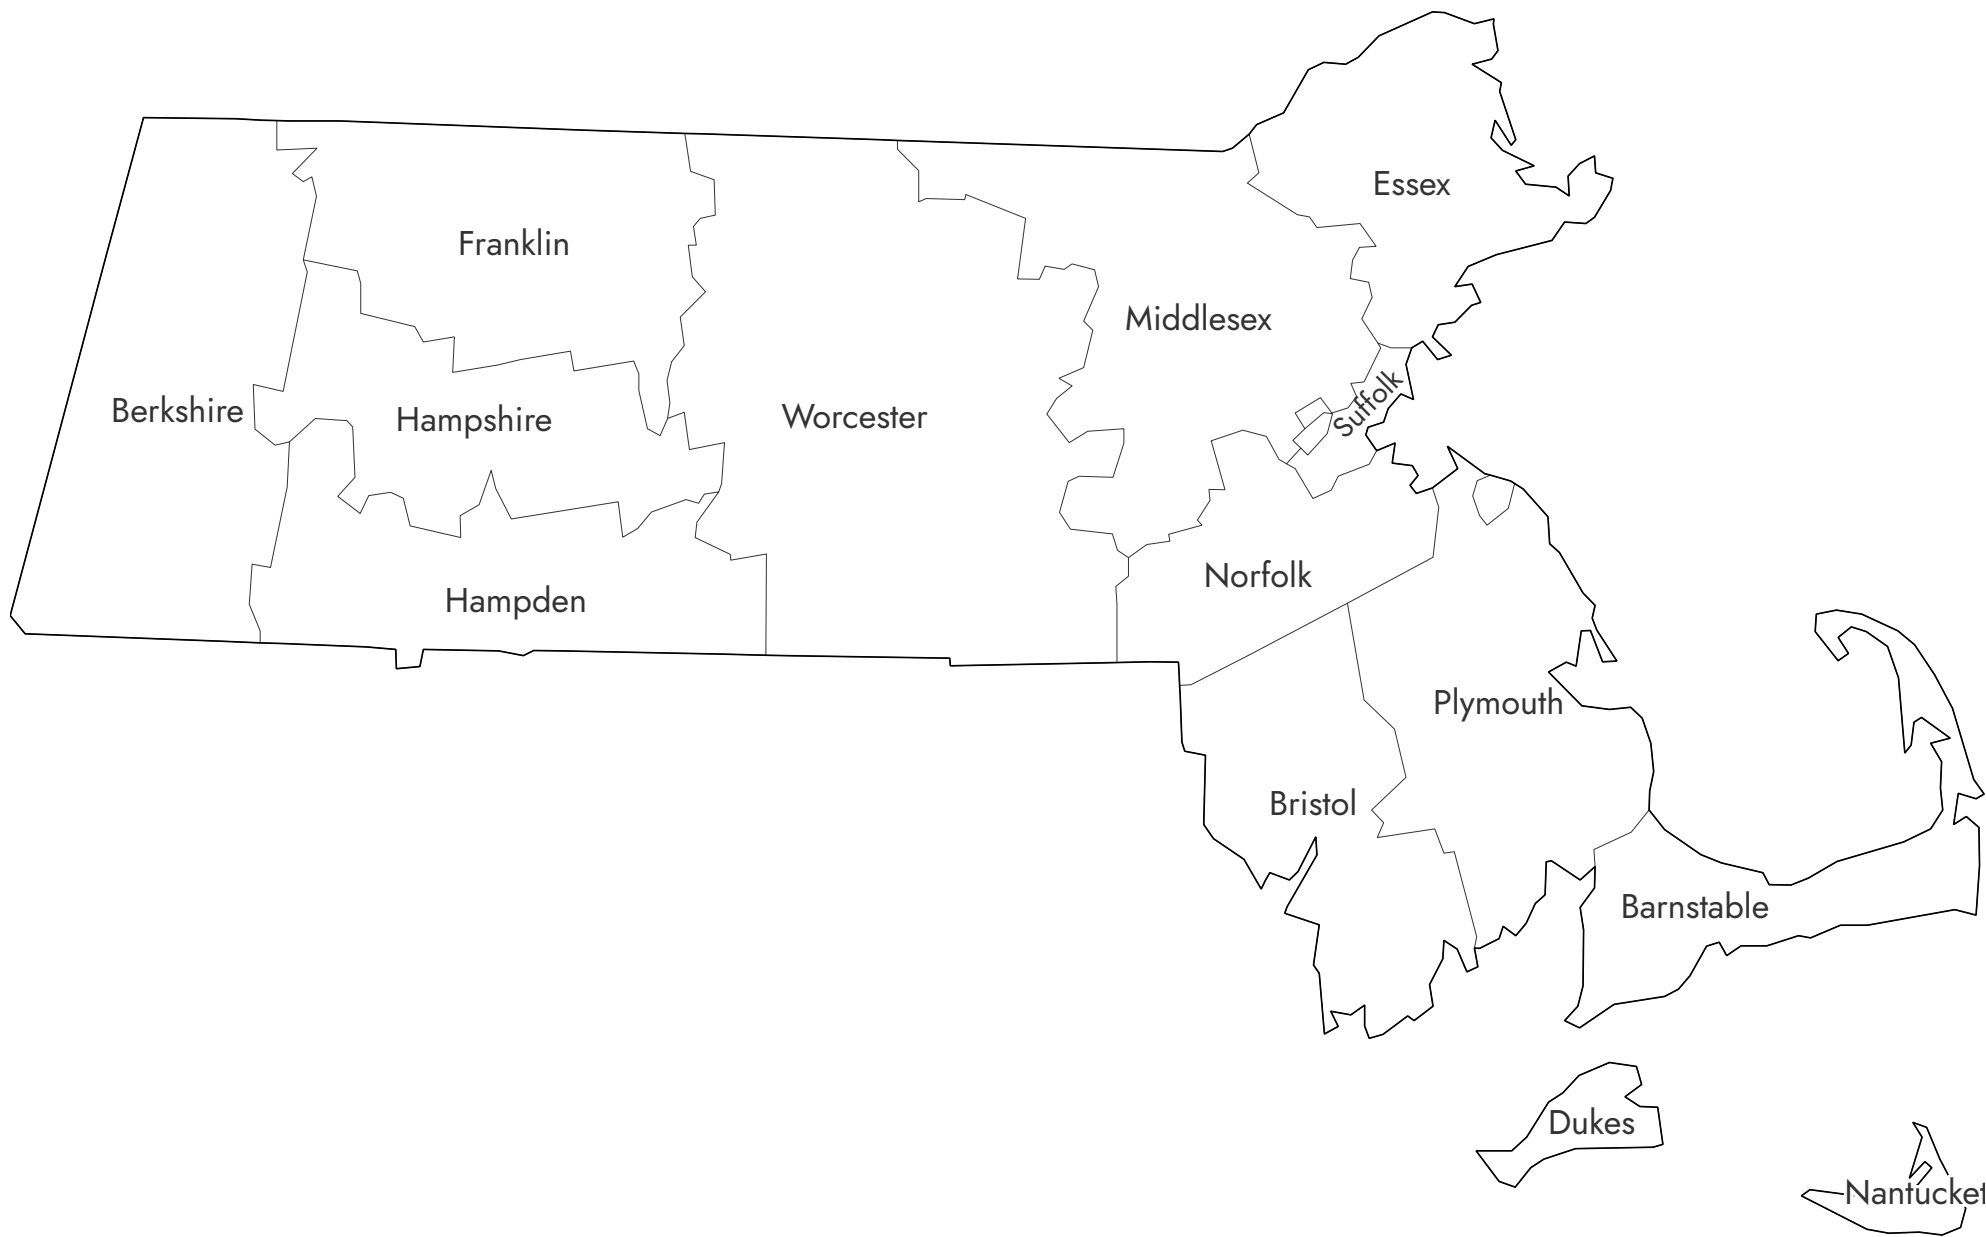 Essex
Franklin
Middlesex
Suffolk
Berkshire
Hampshire
Worcester
Norfolk
Hampden
Plymouth
Bristol
Barnstable
Dukes
Nantucket